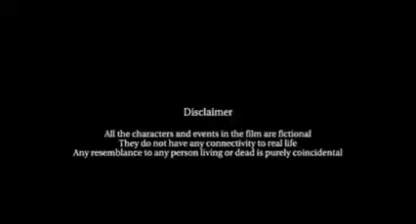 Disclaimer
All the characters and events in the film are fictional
They do not have any connectivity to real life
Any resemblance to any person living or dead is purely coincidental